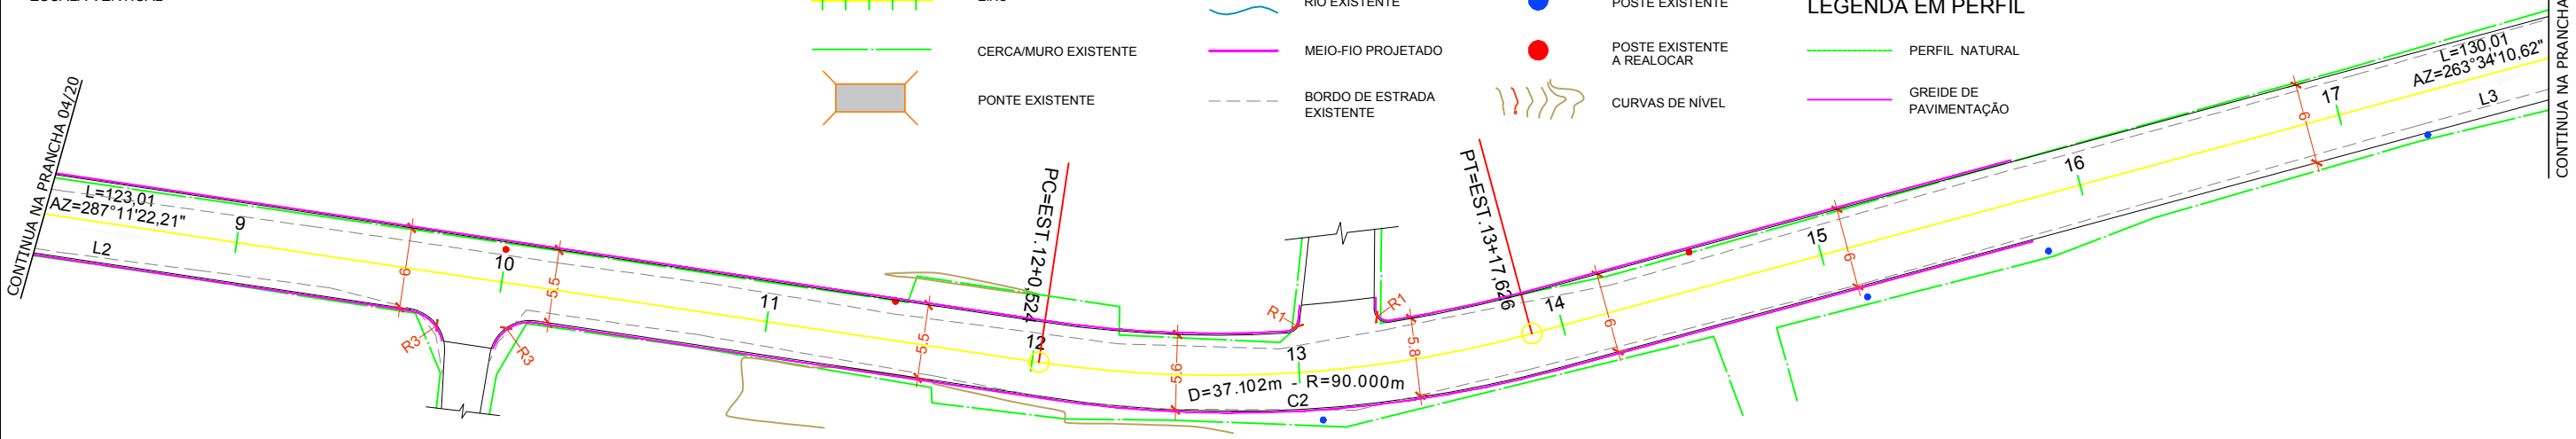 RIO EXISTENTE
POSTE EXISTENTE
LEGENDA EM PERFIL
CERCA/MURO EXISTENTE
MEIO-FIO PROJETADO
POSTE EXISTENTE
A REALOCAR
PERFIL NATURAL
PONTE EXISTENTE
BORDO DE ESTRADA
EXISTENTE
CURVAS DE NÍVEL
GREIDE DE
PAVIMENTAÇÃO
CONTINUA NA PRANCHA 04/20
L=123,01
AZ=287°11'22,21"
L2
9
6
R3
10
5.5
R3
11
5.5
PC=EST.12+0,524
12
5.6
D=37.102m - R=90.000m
C2
R1
13
R1
5.8
PT=EST.13+17,626
14
6
15
6
16
6
17
L=130,01
AZ=263°34'10,62"
L3
CONTINUA NA PRANCHA